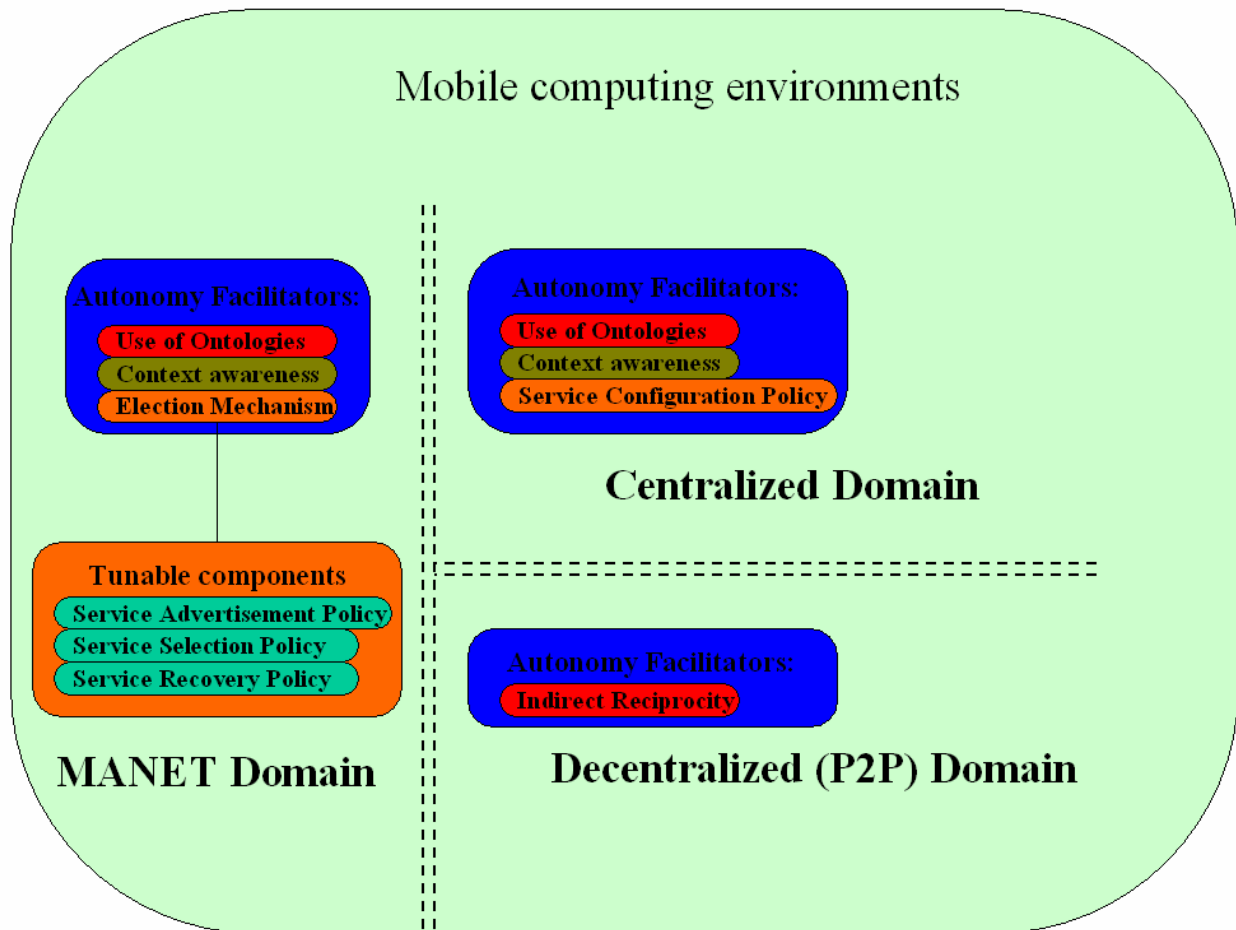 Mobile computing environments
Autonomy Facilitators:
Use of Ontologies
Context awareness
Election Mechanism
Tunable components
Service Advertisement Policy
Service Selection Policy
Service Recovery Policy
MANET Domain
Autonomy Facilitators:
Use of Ontologies
Context awareness
Service Configuration Policy
Centralized Domain
Autonomy Facilitators:
Indirect Reciprocity
Decentralized (P2P) Domain